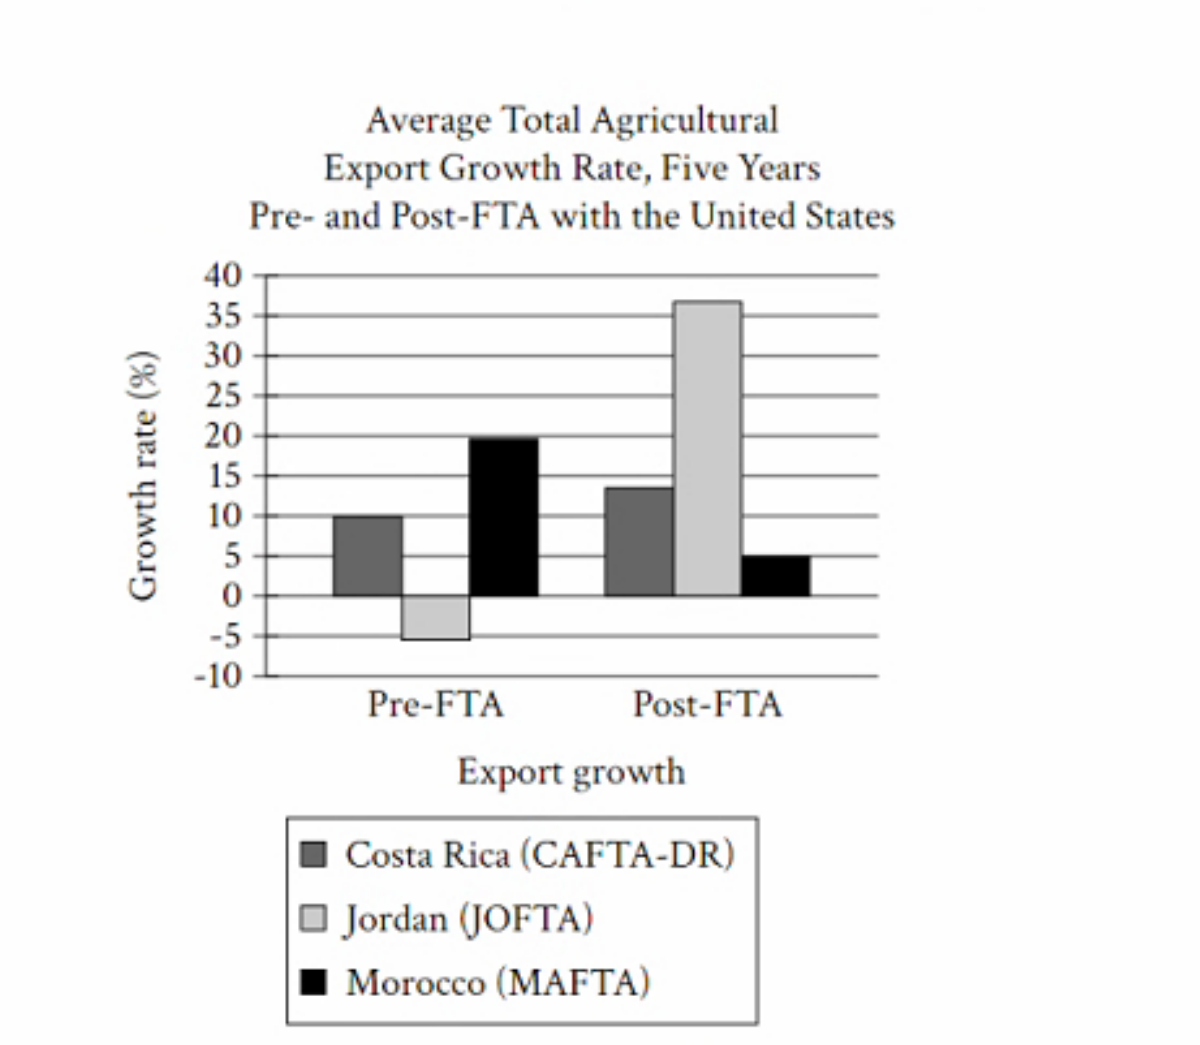 Average Total Agricultural
Export Growth Rate, Five Years
Pre- and Post-FTA with the United States
Growth rate (%)
40
35
30
25
20
15
10
5
0
-5
-10
Pre-FTA Post-FTA
Export growth
Costa Rica (CAFTA-DR)
Jordan (JOFTA)
Morocco (MAFTA)